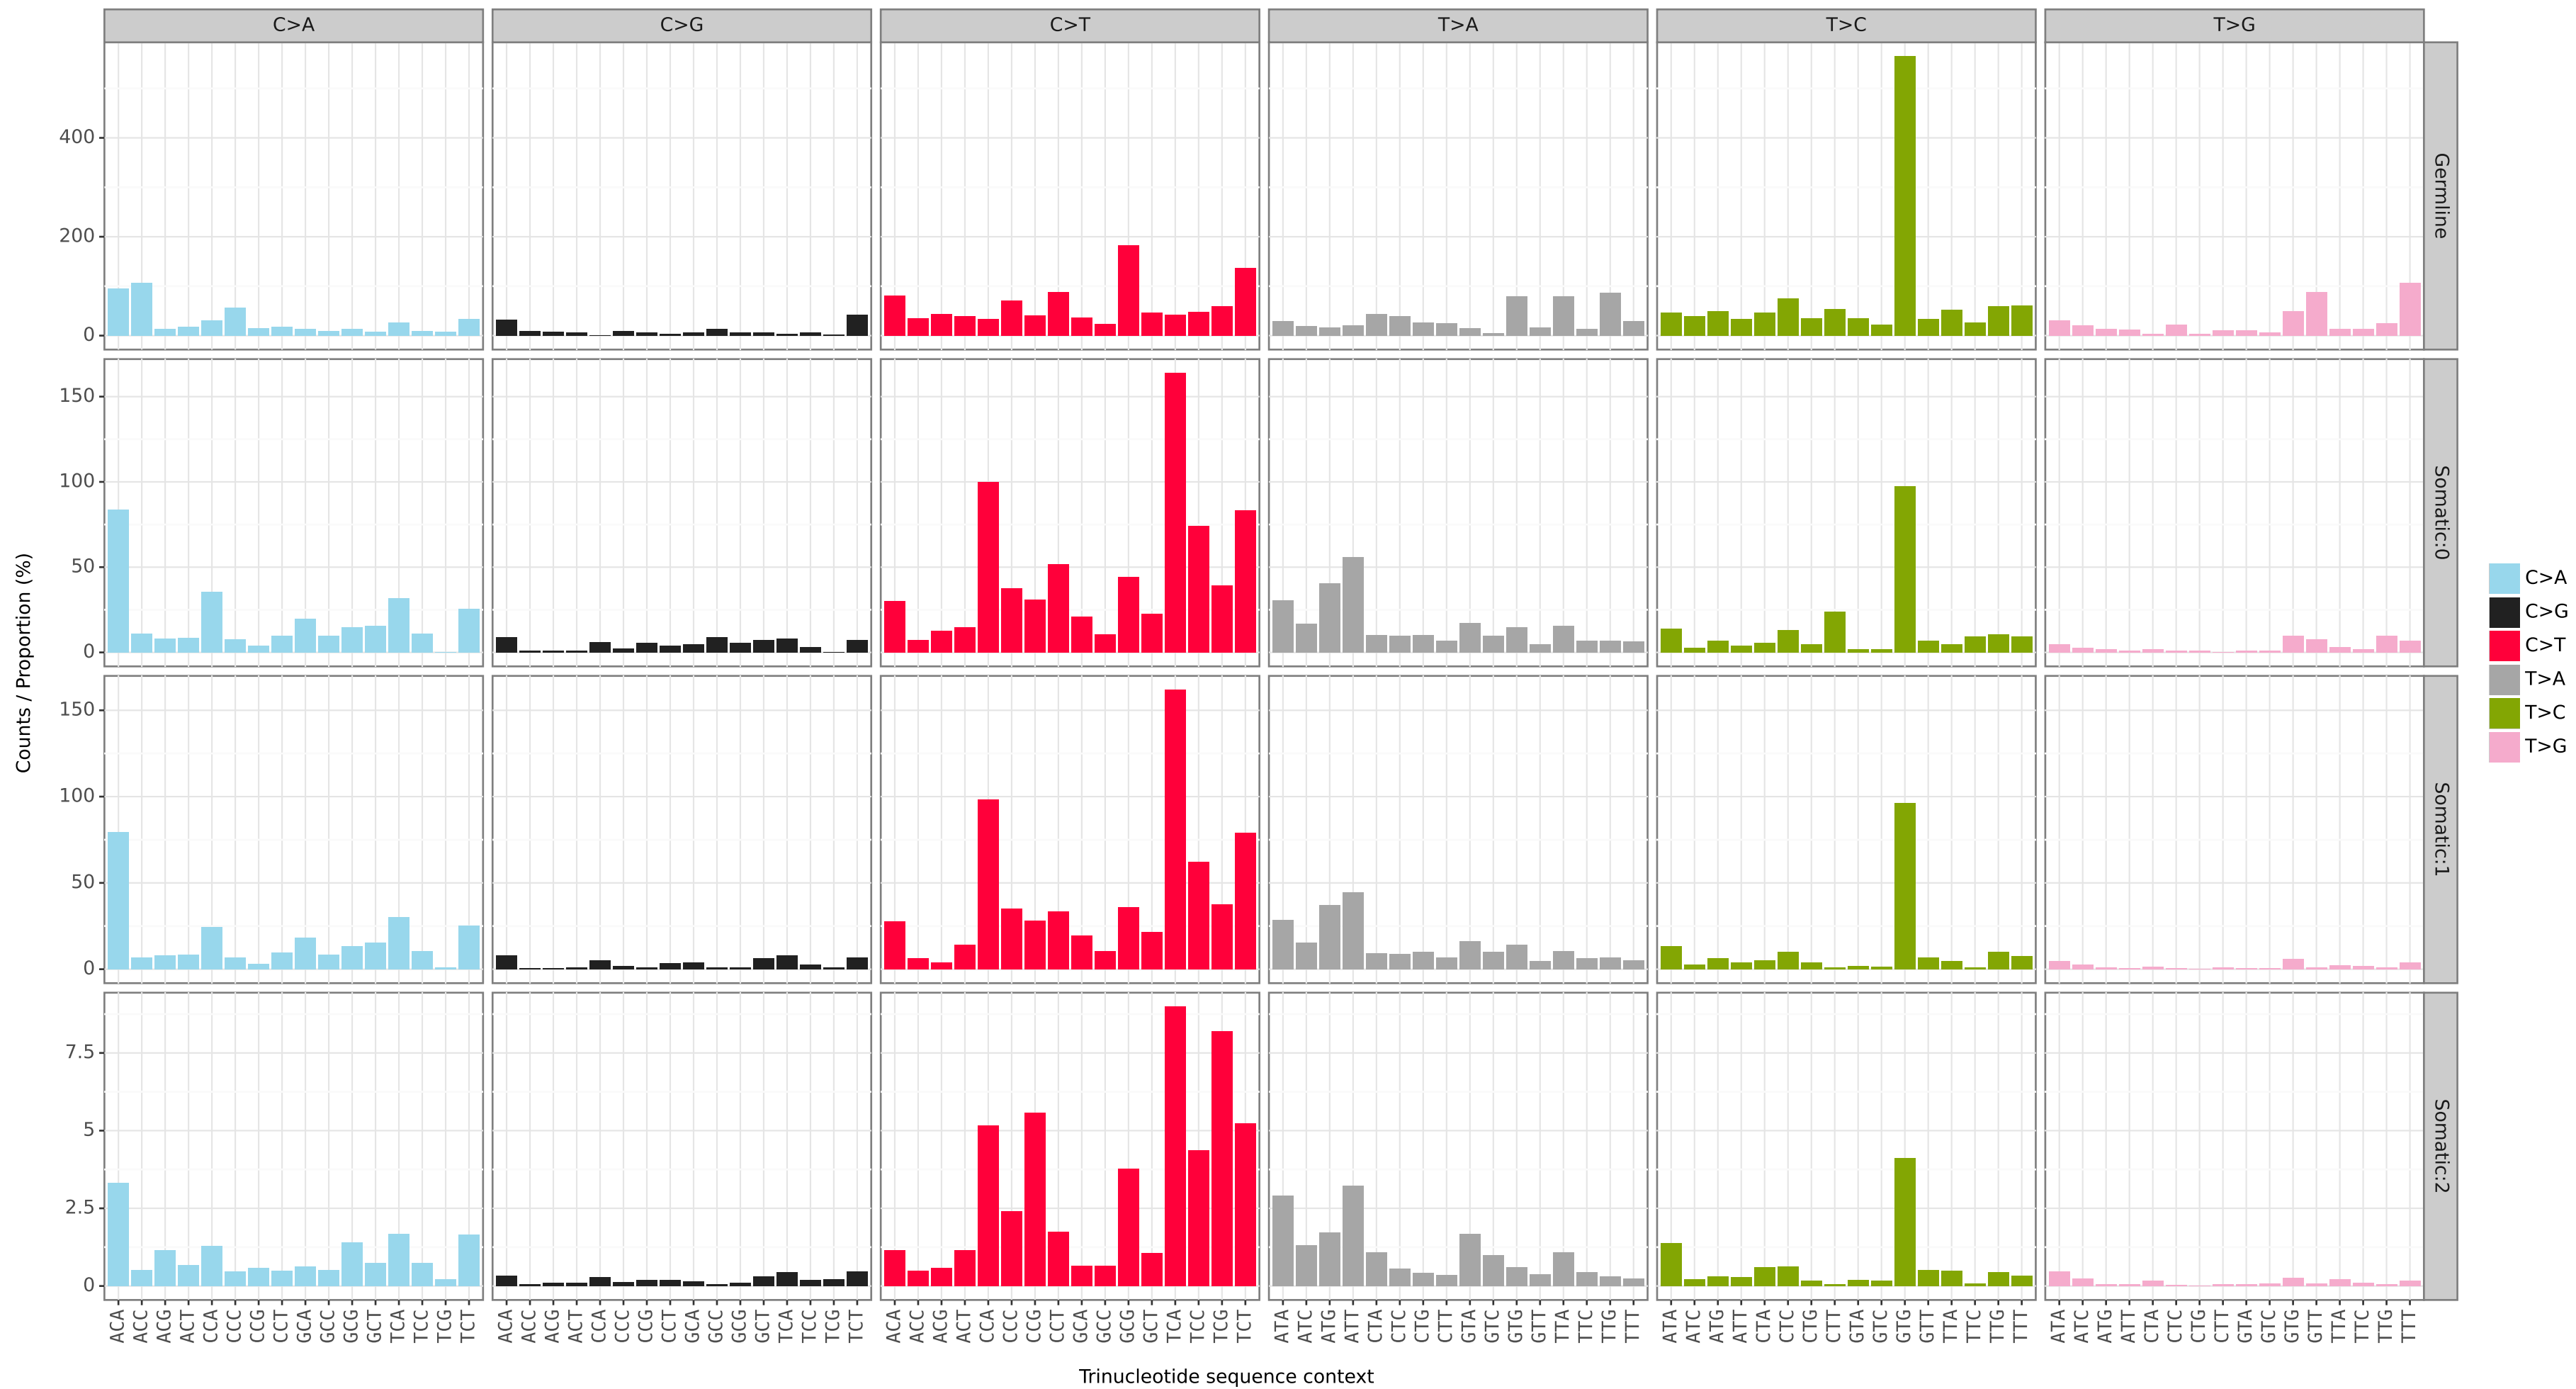 C>A C>G C>T T>A T>C T>G
400
200
0
Germline
150
100
50
0
Somatic:0
150
100
50
0
Somatic:1
7.5
5
2.5
0
Somatic:2
Counts / Proportion (%)
ACA ACC ACG ACT CCA CCC CCG CCT GCA GCC GCG GCT TCA TCC TCG TCT ACA ACC ACG ACT CCA CCC CCG CCT GCA GCC GCG GCT TCA TCC TCG TCT ACA ACC ACG ACT CCA CCC CCG CCT GCA GCC GCG GCT TCA TCC TCG TCT ATA ATC ATG ATT CTA CTC CTG CTT GTA GTC GTG GTT TTA TTC TTG TTT ATA ATC ATG ATT CTA CTC CTG CTT GTA GTC GTG GTT TTA TTC TTG TTT ATA ATC ATG ATT CTA CTC CTG CTT GTA GTC GTG GTT TTA TTC TTG TTT
Trinucleotide sequence context
C>A
C>G
C>T
T>A
T>C
T>G